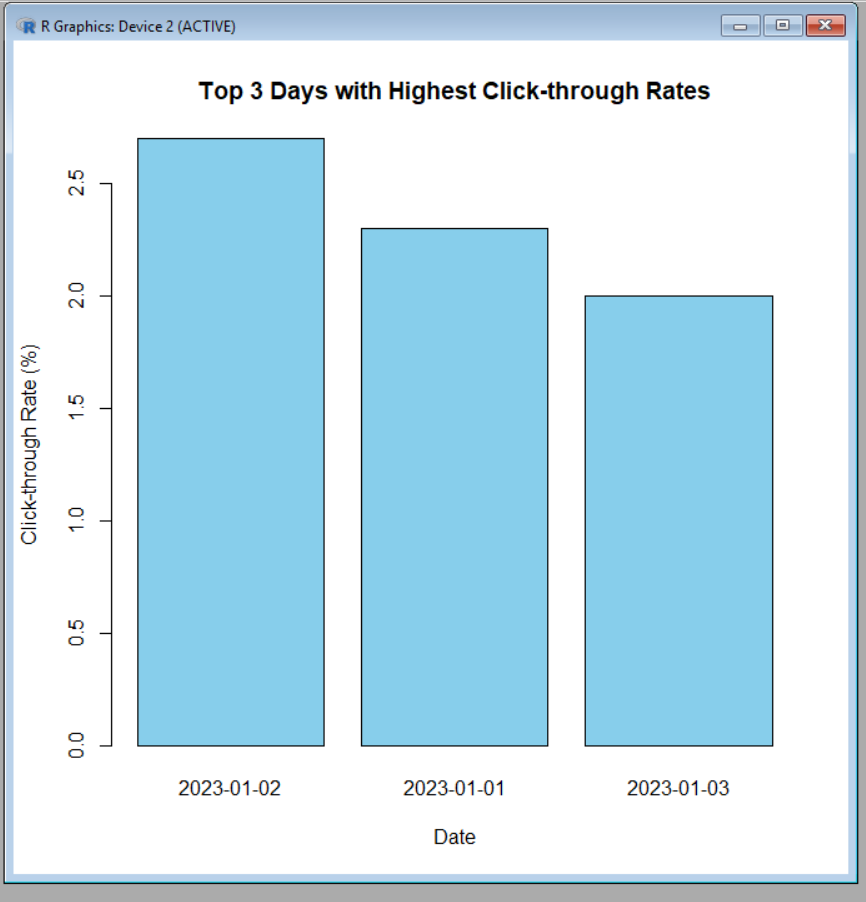 R Graphics: Device 2 (ACTIVE)
Top 3 Days with Highest Click-through Rates
Click-through Rate (%)
2.5
2.0
1.5
1.0
0.5
0.0
2023-01-02 2023-01-01 2023-01-03
Date